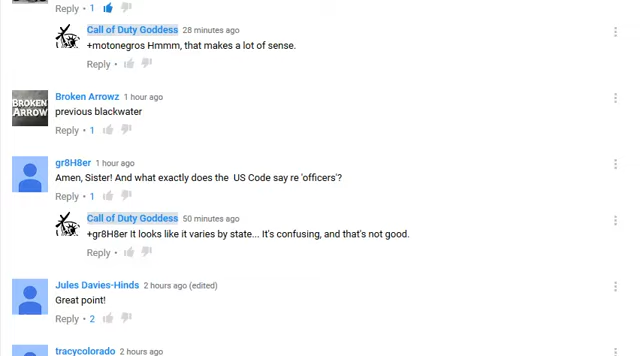 Reply • 1
Call of Duty Goddess 28 minutes ago
+motonegros Hmmm, that makes a lot of sense.
Reply •
BROKEN
ARROW
Broken Arrowz 1 hour ago
previous blackwater
Reply • 1
gr8H8er 1 hour ago
Amen, Sister! And what exactly does the US Code say re 'officers'?
Reply • 1
Call of Duty Goddess 50 minutes ago
+gr8H8er It looks like it varies by state... It's confusing, and that's not good.
Reply •
Jules Davies-Hinds 2 hours ago (edited)
Great point!
Reply • 2
tracycolorado 2 hours ago